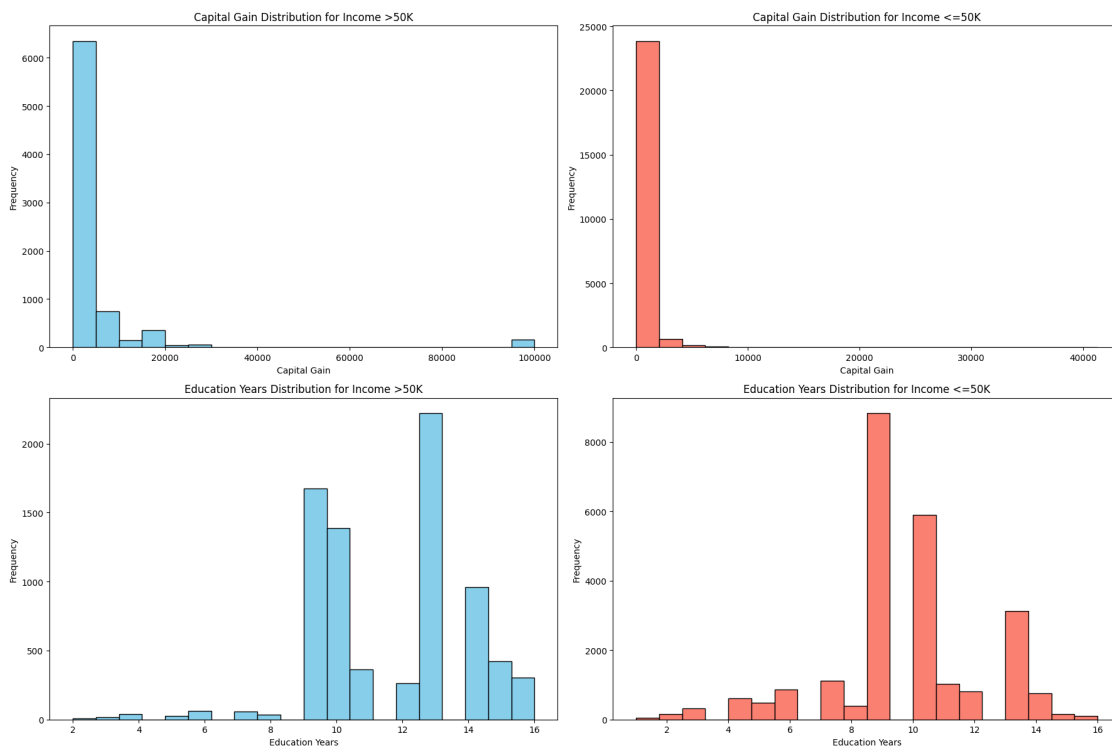 Capital Gain Distribution for Income >50K
6000
5000
4000
3000
2000
1000
0
Frequency
0 20000 40000 60000 80000 100000
Capital Gain
Capital Gain Distribution for Income <=50K
25000
20000
15000
10000
5000
0
Frequency
0 10000 20000 30000 40000
Capital Gain
Education Years Distribution for Income >50K
2000
1500
1000
500
0
Frequency
2 4 6 8 10 12 14 16
Education Years
Education Years Distribution for Income <=50K
8000
6000
4000
2000
0
Frequency
2 4 6 8 10 12 14 16
Education Years